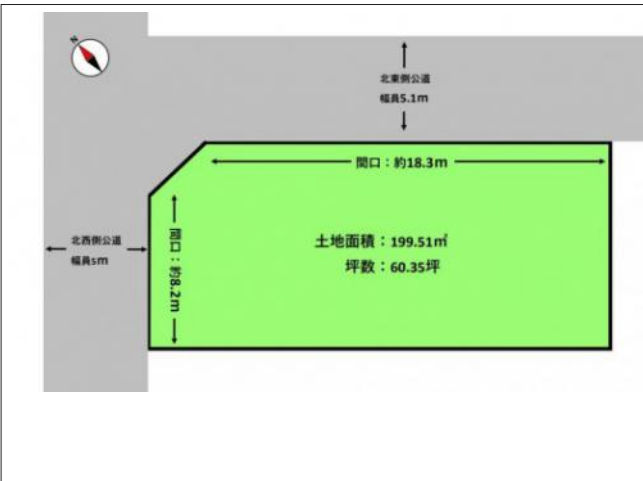 N
北東側公道
幅員5.1m
間口：約18.3m
北西側公道
幅員5m
間口：約8.2m
土地面積：199.51㎡
坪数：60.35坪